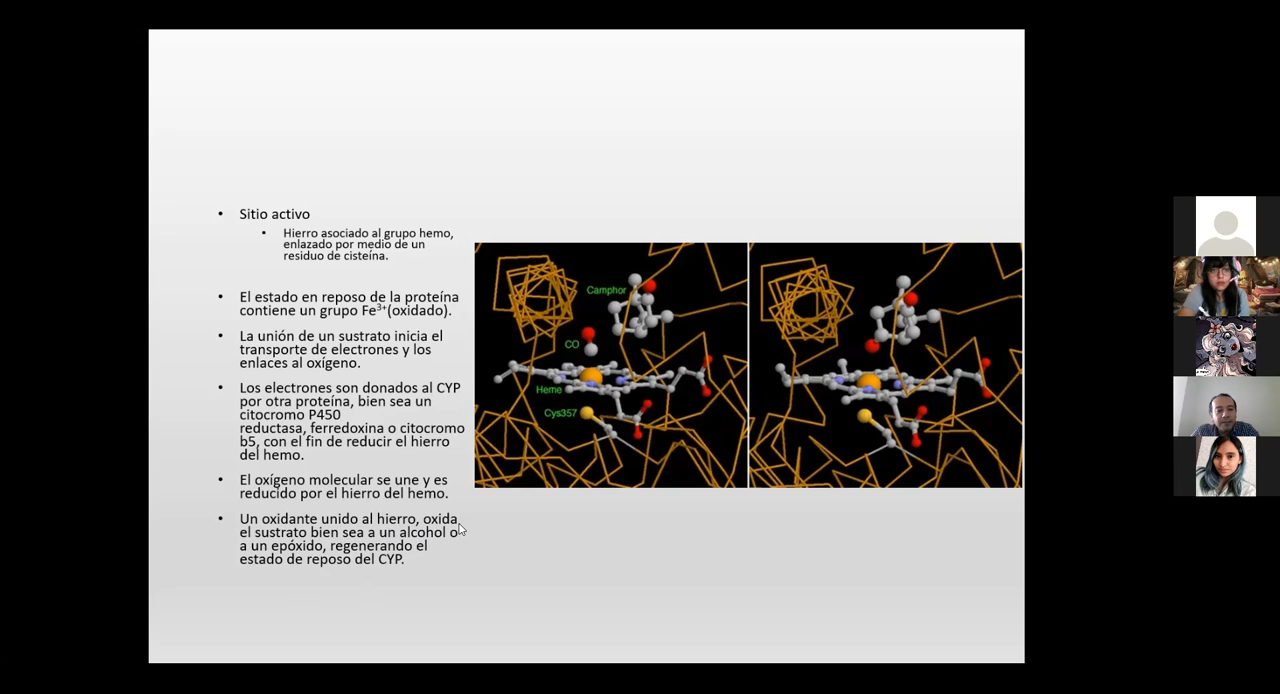 Sitio activo
Hierro asociado al grupo hemo,
enlazado por medio de un
residuo de cisteína.
El estado en reposo de la proteína
contiene un grupo Fe³⁺(oxidado).
La unión de un sustrato inicia el
transporte de electrones y los
enlaces al oxígeno.
Los electrones son donados al CYP
por otra proteína, bien sea un
citocromo P450
reductasa, ferredoxina o citocromo
b5, con el fin de reducir el hierro
del hemo.
El oxígeno molecular se une y es
reducido por el hierro del hemo.
Un oxidante unido al hierro, oxida
el sustrato bien sea a un alcohol o
a un epóxido, regenerando el
estado de reposo del CYP.
Camphor
CO
Heme
Cys357